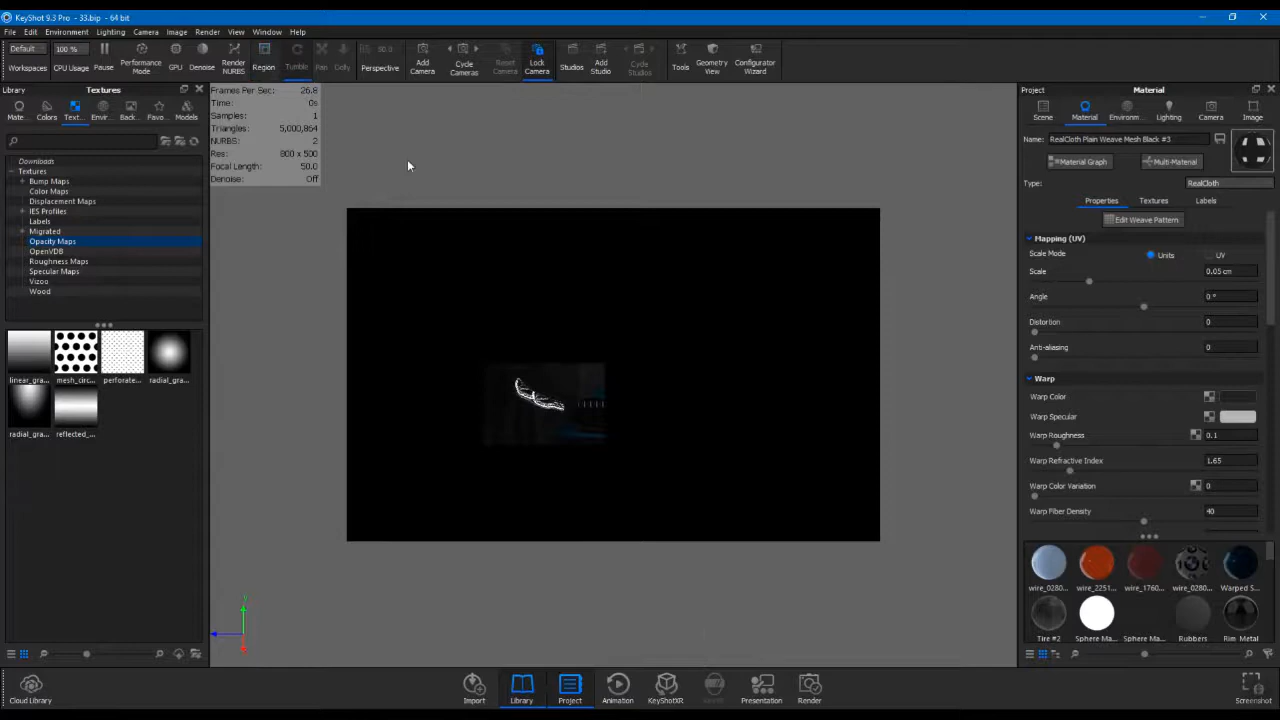 KeyShot 9.3 Pro - 33.bip - 64 bit
File Edit Environment Lighting Camera Image Render View Window Help
Default 100 % 50.0
Workspaces CPU Usage Pause Performance Mode GPU Denoise Render NURBS Region Tumble Pan Dolly Perspective Add Camera Cycle Cameras Reset Camera Lock Camera Studios Add Studio Cycle Studios Tools Geometry View Configurator Wizard
Library Textures
Mate... Colors Text... Envir... Back... Favo... Models
Downloads
Textures
Bump Maps
Color Maps
Displacement Maps
IES Profiles
Labels
Migrated
Opacity Maps
OpenVDB
Roughness Maps
Specular Maps
Vizoo
Wood
linear_gra... mesh_circ... perforate... radial_gra...
radial_gra... reflected_...
Frames Per Sec: 26.8
Time: 0s
Samples: 1
Triangles: 5,000,864
NURBS: 2
Res: 800 x 500
Focal Length: 50.0
Denoise: Off
Project Material
Scene Material Environm... Lighting Camera Image
Name: RealCloth Plain Weave Mesh Black #3
Material Graph Multi-Material
Type: RealCloth
Properties Textures Labels
Edit Weave Pattern
Mapping (UV)
Scale Mode Units UV
Scale 0.05 cm
Angle 0 °
Distortion 0
Anti-aliasing 0
Warp
Warp Color
Warp Specular
Warp Roughness 0.1
Warp Refractive Index 1.65
Warp Color Variation 0
Warp Fiber Density 40
wire_0280... wire_2251... wire_1760... wire_0280... Warped S...
Tire #2 Sphere Ma... Sphere Ma... Rubbers Rim_Metal
Cloud Library Import Library Project Animation KeyShotXR Presentation Render Screenshot